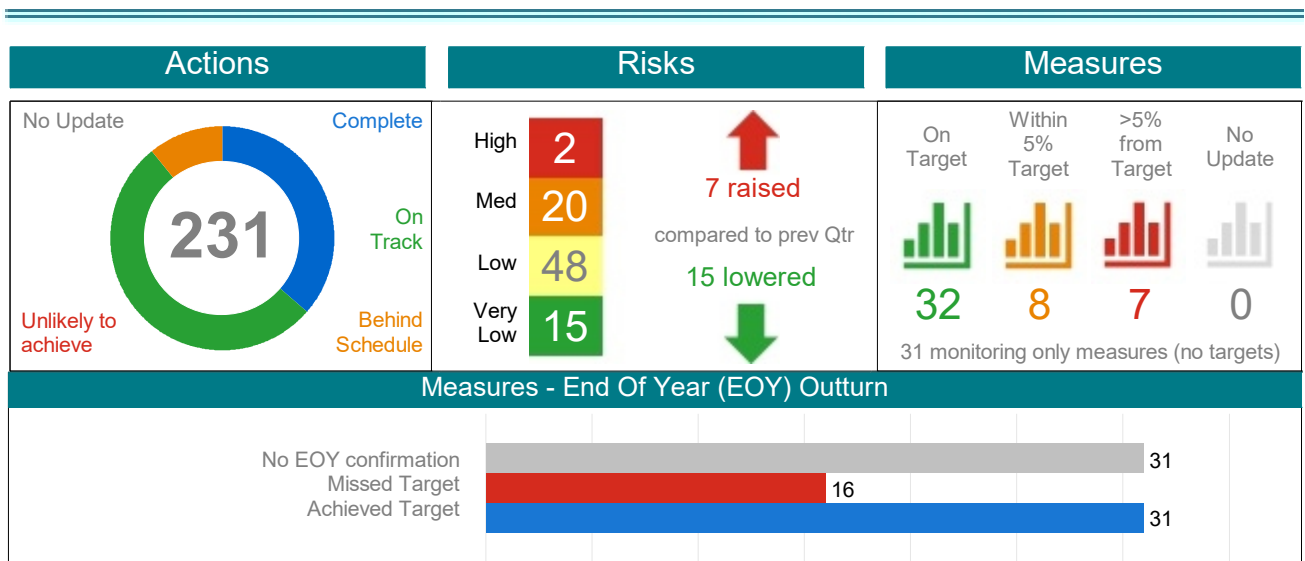 Actions
No Update
Complete
231
On
Track
Unlikely to
achieve
Behind
Schedule
Risks
High
2
Med
20
Low
48
Very
Low
15
7 raised
compared to prev Qtr
15 lowered
Measures
On
Target
Within
5%
Target
>5%
from
Target
No
Update
32
8
7
0
31 monitoring only measures (no targets)
Measures - End Of Year (EOY) Outturn
No EOY confirmation
31
Missed Target
16
Achieved Target
31